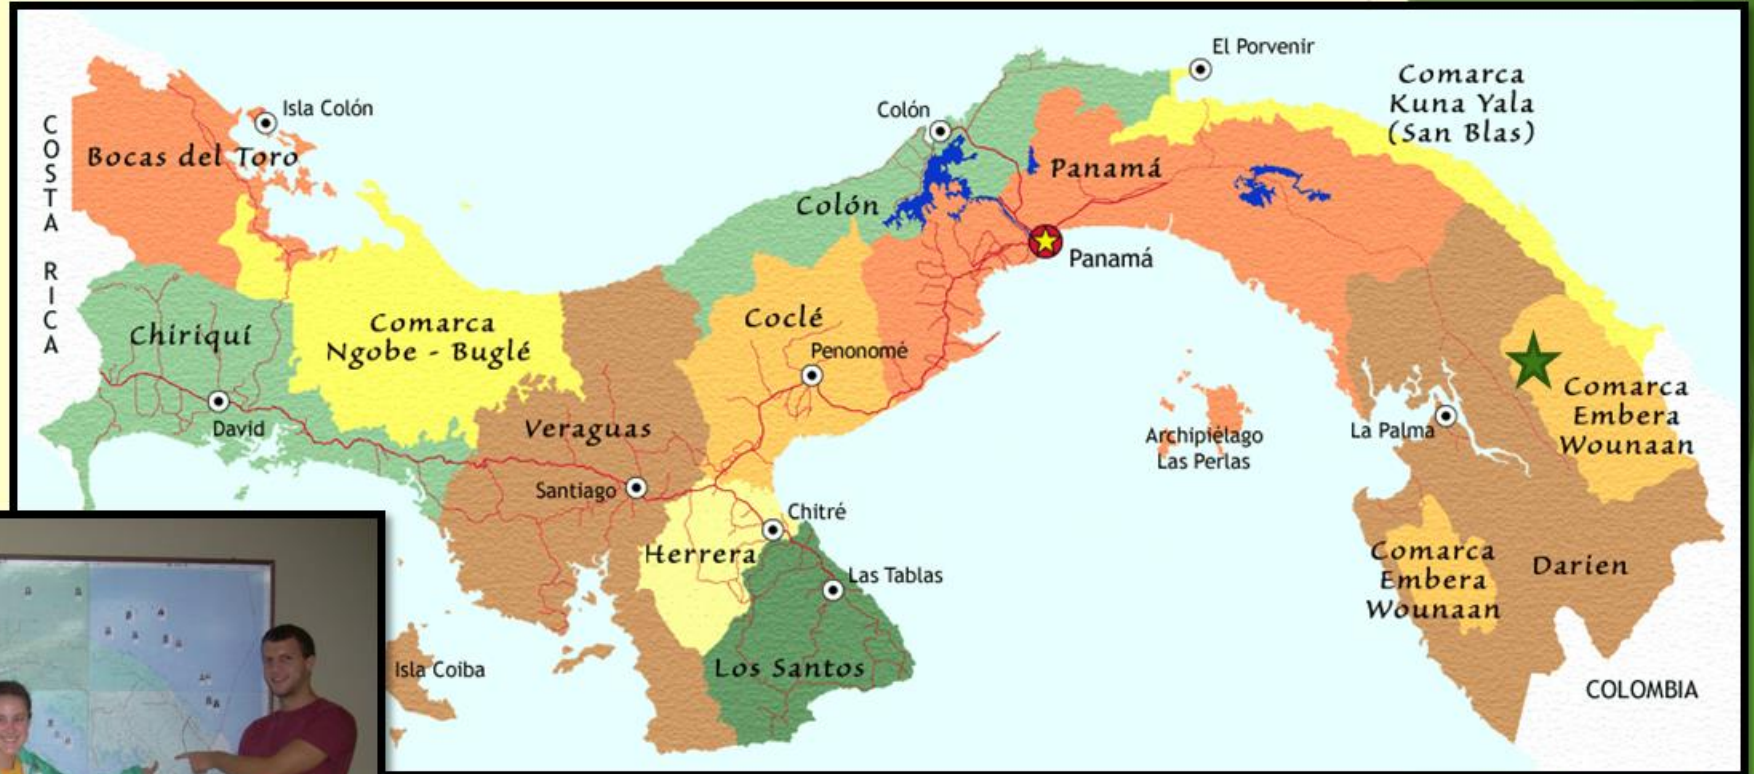 El Porvenir
Comarca
Kuna Yala
(San Blas)
Isla Colón
Colón
COSTA RICA
Bocas del Toro
Panamá
Colón
Panamá
Chiriquí
Comarca
Ngobe - Buglé
Coclé
Penonomé
David
Veraguas
Archipiélago
Las Perlas
La Palma
Comarca
Embera
Wounaan
Santiago
Chitré
Herrera
Las Tablas
Comarca
Embera
Wounaan
Darien
Isla Coiba
Los Santos
COLOMBIA